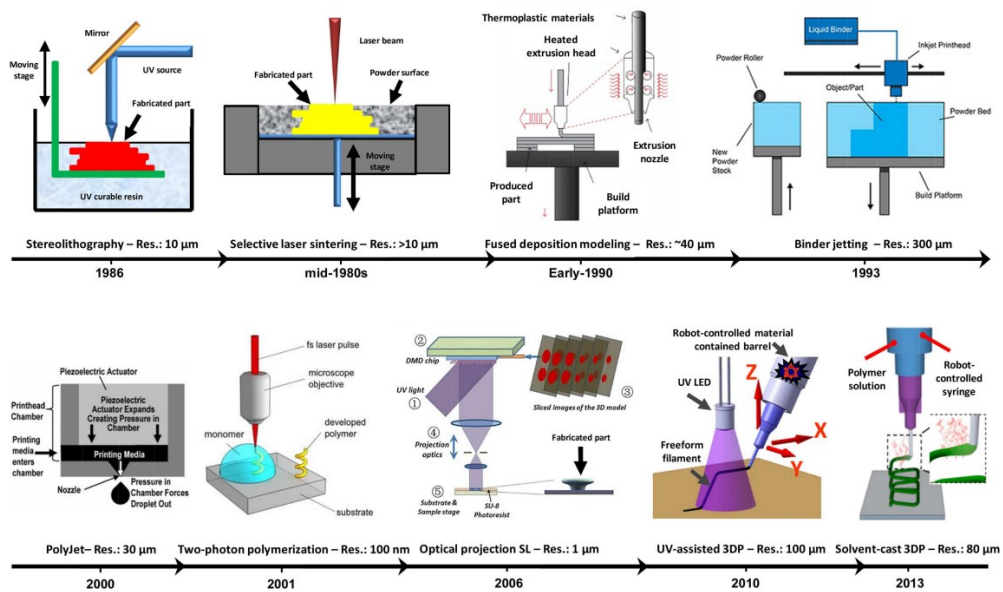 Mirror
Moving
stage
UV source
Fabricated part
UV curable resin
Laser beam
Fabricated part
Powder surface
Moving
stage
Thermoplastic materials
Heated
extrusion head
Extrusion
nozzle
Produced
part
Build
platform
Liquid Binder
Inkjet Printhead
Powder Roller
Object/Part
Powder Bed
New
Powder
Stock
Build Platform
Stereolithography – Res.: 10 µm
Selective laser sintering – Res.: >10 µm
Fused deposition modeling – Res.: ~40 µm
Binder jetting – Res.: 300 µm
1986
mid-1980s
Early-1990
1993
Piezoelectric Actuator
Printhead
Chamber
Piezoelectric
Actuator Expands
Creating Pressure in
Chamber
Printing
media
enters
chamber
Printing Media
Nozzle
Pressure in
Chamber Forces
Droplet Out
fs laser pulse
microscope
objective
monomer
developed
polymer
substrate
②
DMD chip
UV light
①
③
Sliced Images of the 3D model
④
Projection
optics
Fabricated part
⑤
Substrate &
Sample stage
SU-8
Photoresist
Robot-controlled material
contained barrel
UV LED
Z
X
Y
Freeform
filament
Polymer
solution
Robot-
controlled
syringe
PolyJet– Res.: 30 µm
Two-photon polymerization – Res.: 100 nm
Optical projection SL – Res.: 1 µm
UV-assisted 3DP – Res.: 100 µm
Solvent-cast 3DP – Res.: 80 µm
2000
2001
2006
2010
2013